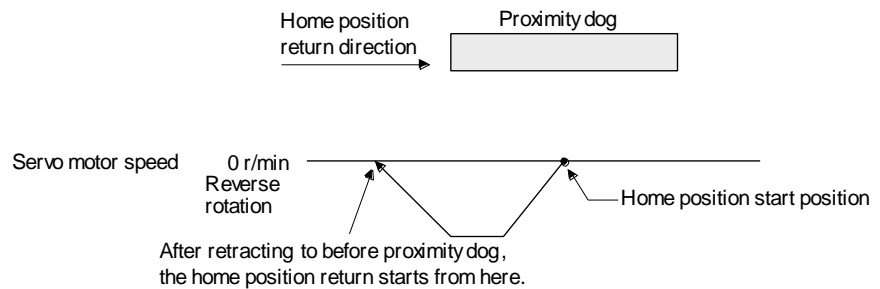 Home position
return direction
Proximity dog
Servo motor speed
0 r/min
Reverse
rotation
Home position start position
After retracting to before proximity dog,
the home position return starts from here.